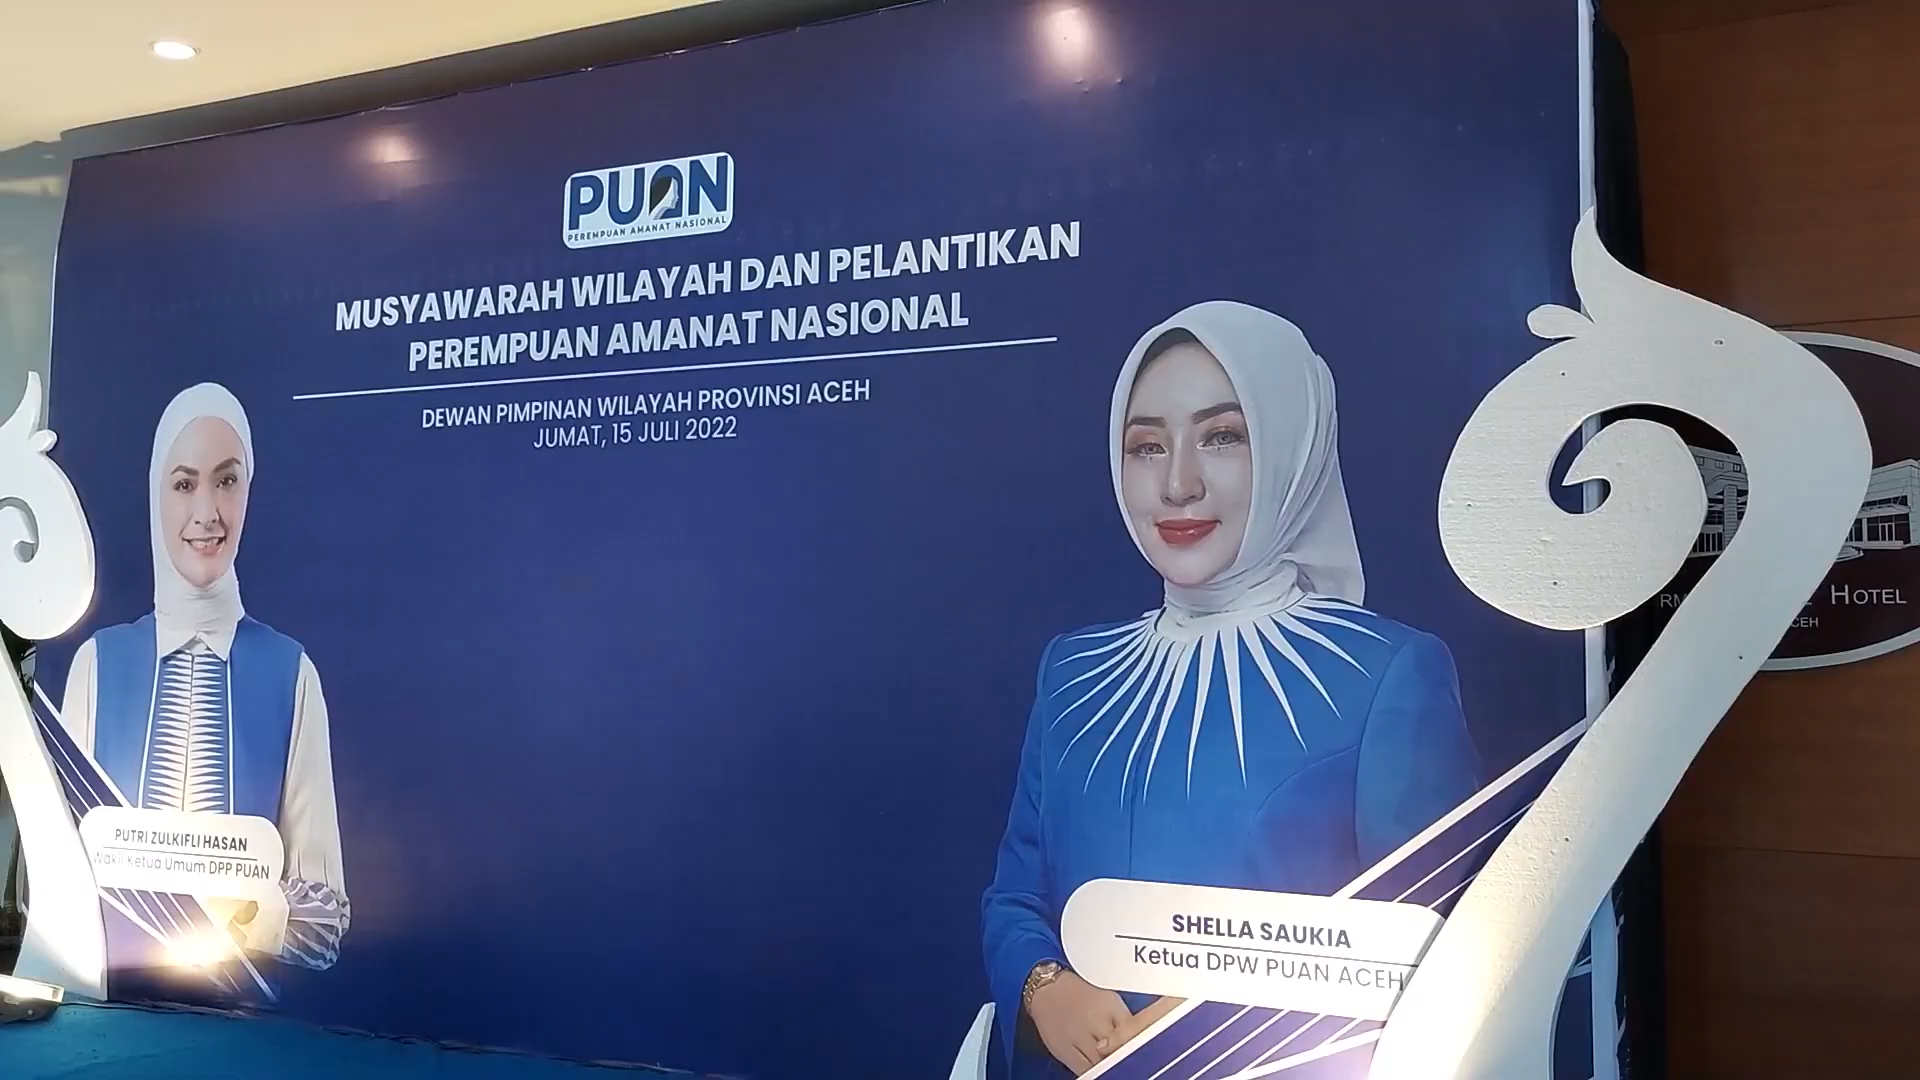 PUAN
PEREMPUAN AMANAT NASIONAL
MUSYAWARAH WILAYAH DAN PELANTIKAN
PEREMPUAN AMANAT NASIONAL
DEWAN PIMPINAN WILAYAH PROVINSI ACEH
JUMAT, 15 JULI 2022
PUTRI ZULKIFLI HASAN
Wakil Ketua Umum DPP PUAN
SHELLA SAUKIA
Ketua DPW PUAN ACEH
HOTEL